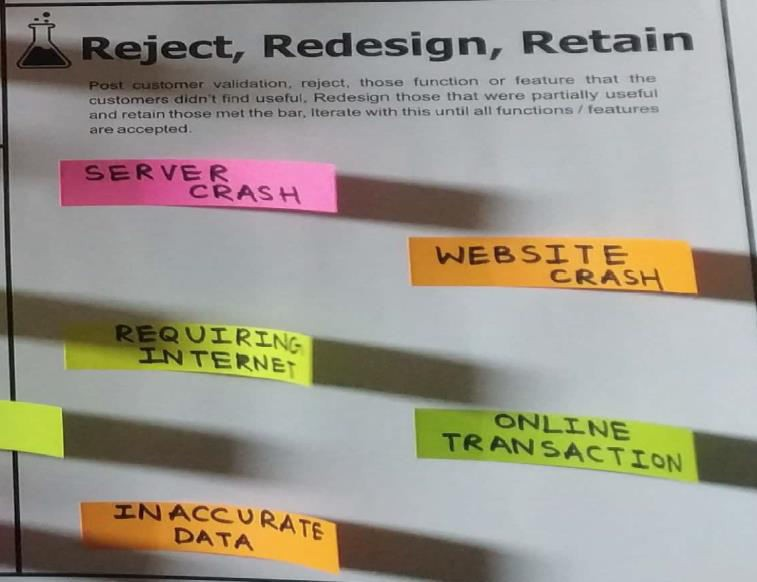 Reject, Redesign, Retain
Post customer validation, reject, those function or feature that the
customers didn't find useful, Redesign those that were partially useful
and retain those met the bar, Iterate with this until all functions / features
are accepted.
SERVER
CRASH
WEBSITE
CRASH
REQUIRING
INTERNET
ONLINE
TRANSACTION
INACCURATE
DATA